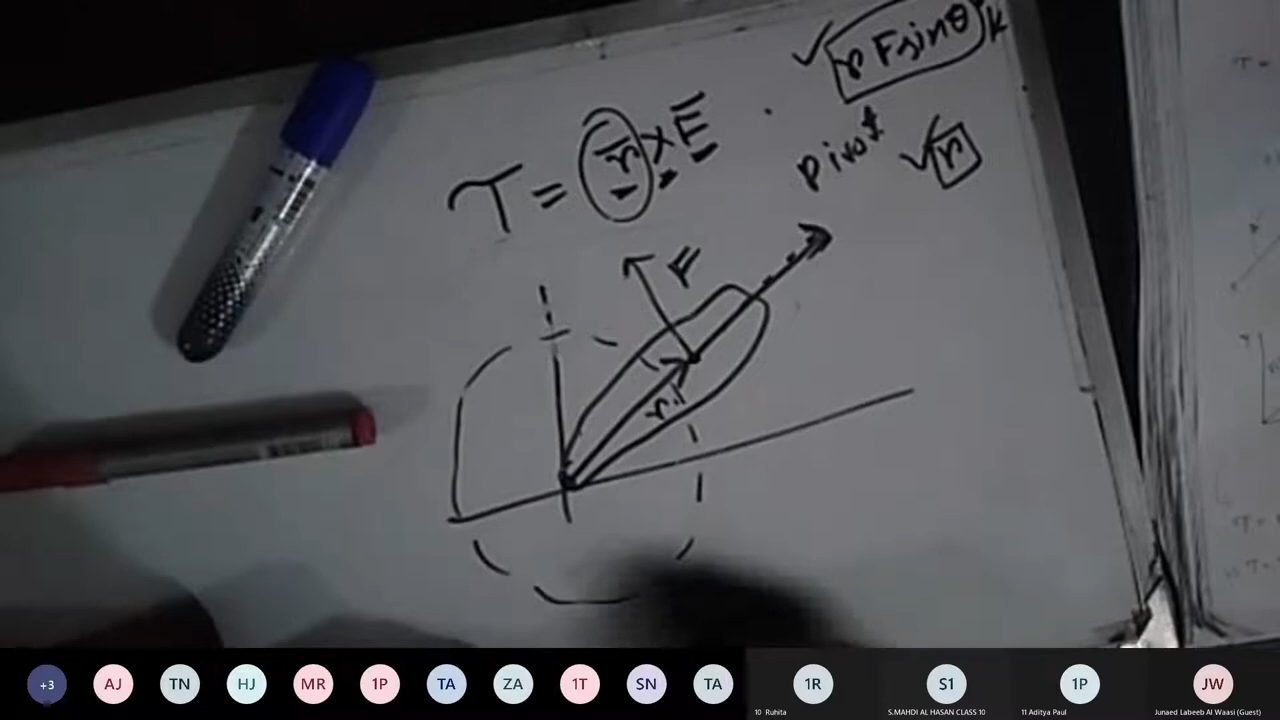 r F sin θ k
τ = r × F
pivot r
F
r
+3 AJ TN HJ MR 1P TA ZA 1T SN TA 1R S1 1P JW
10 Ruhita S.MAHDI AL HASAN CLASS 10 11 Aditya Paul Junaed Labeeb Al Waasi (Guest)